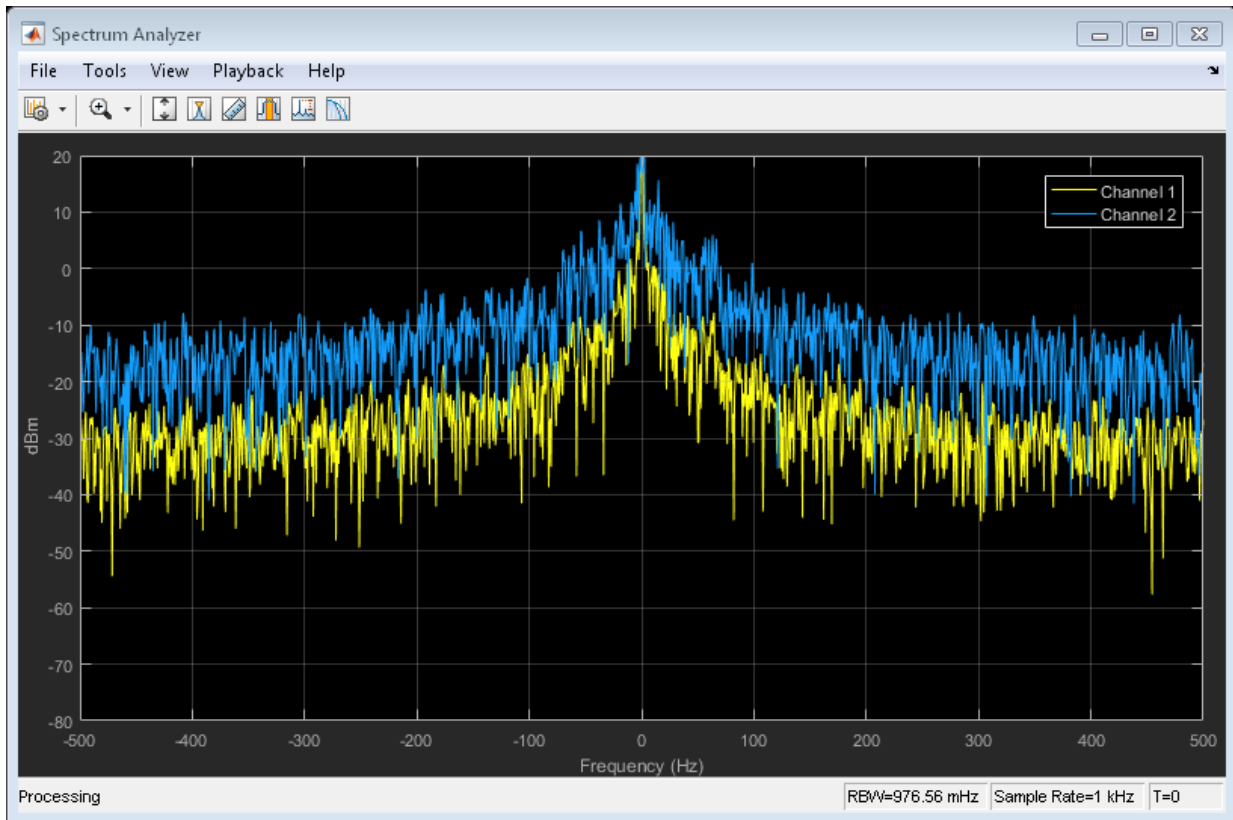 Spectrum Analyzer
File Tools View Playback Help
20
10
0
-10
-20
-30
-40
-50
-60
-70
-80
dBm
Channel 1
Channel 2
-500 -400 -300 -200 -100 0 100 200 300 400 500
Frequency (Hz)
Processing RBW=976.56 mHz Sample Rate=1 kHz T=0